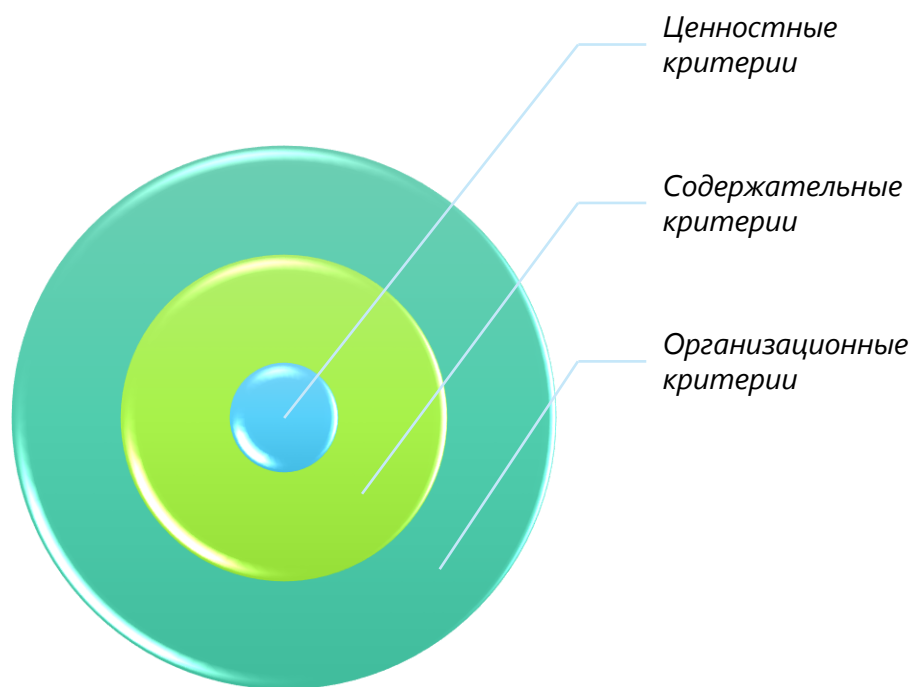 Ценностные
критерии
Содержательные
критерии
Организационные
критерии